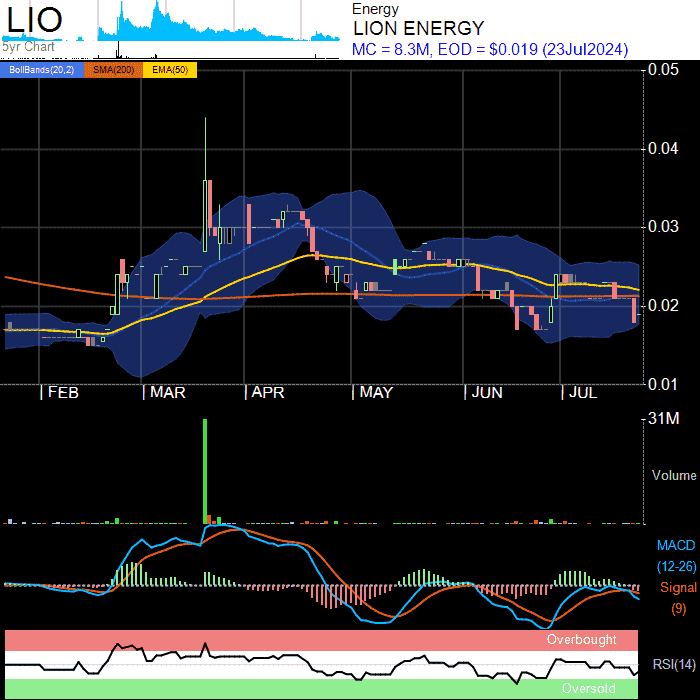 LIO
5yr Chart
Energy
LION ENERGY
MC = 8.3M, EOD = $0.019 (23Jul2024)
BollBands(20,2) SMA(200) EMA(50)
0.05
0.04
0.03
0.02
0.01
FEB MAR APR MAY JUN JUL
31M
Volume
MACD
(12-26)
Signal
(9)
Overbought
RSI(14)
Oversold